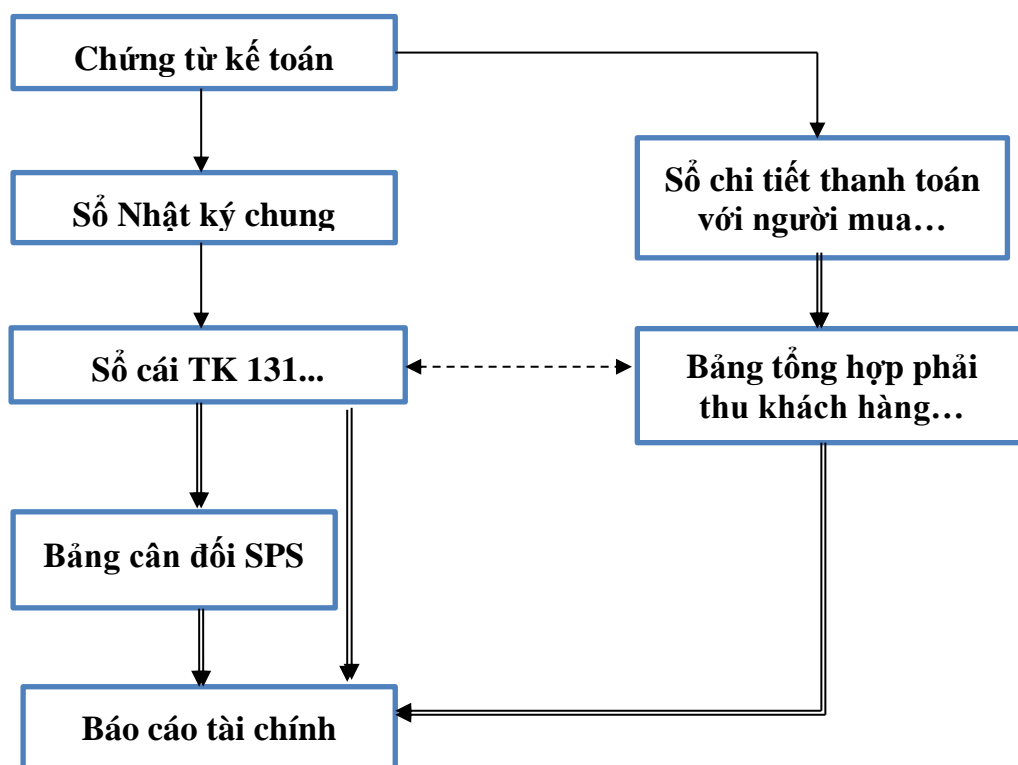 Chứng từ kế toán
Sổ Nhật ký chung
Sổ chi tiết thanh toán
với người mua…
Sổ cái TK 131...
Bảng tổng hợp phải
thu khách hàng…
Bảng cân đối SPS
Báo cáo tài chính